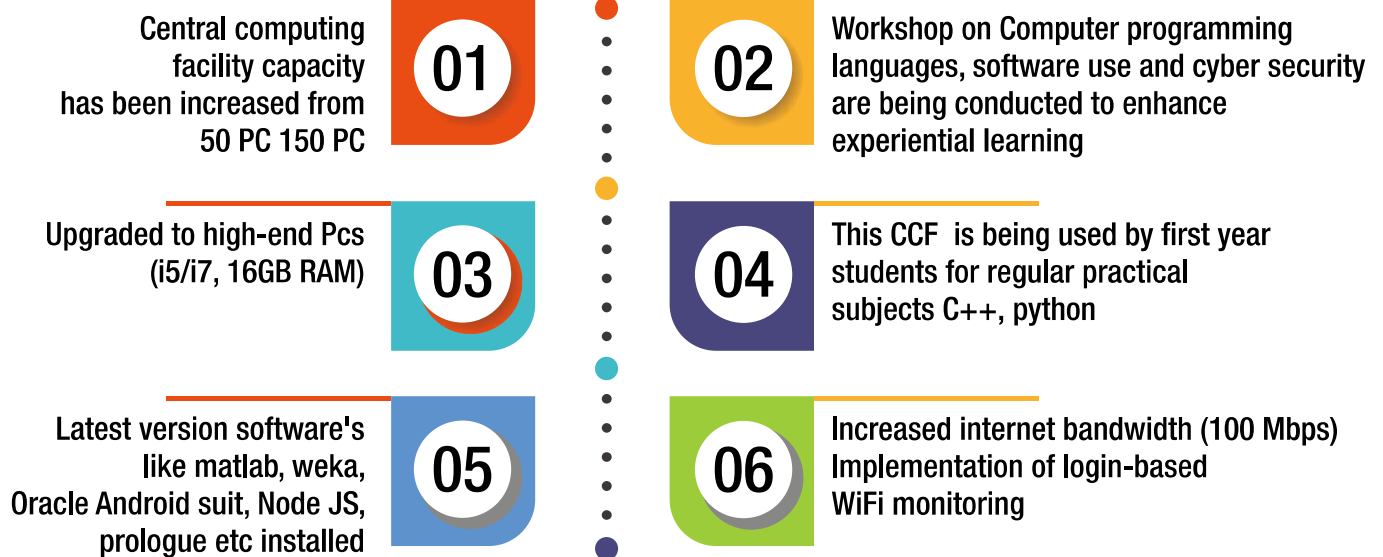 Central computing
facility capacity
has been increased from
50 PC 150 PC
01
02
Workshop on Computer programming
languages, software use and cyber security
are being conducted to enhance
experiential learning
Upgraded to high-end Pcs
(i5/i7, 16GB RAM)
03
04
This CCF is being used by first year
students for regular practical
subjects C++, python
Latest version software's
like matlab, weka,
Oracle Android suit, Node JS,
prologue etc installed
05
06
Increased internet bandwidth (100 Mbps)
Implementation of login-based
WiFi monitoring